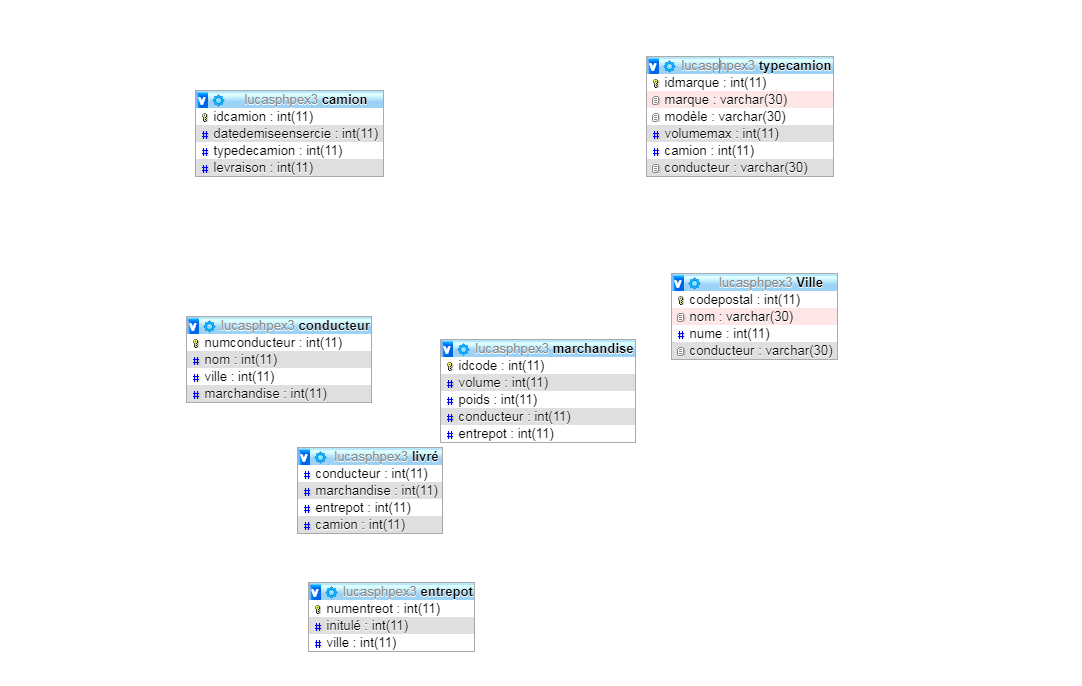 lucasphpex3 typecamion
idmarque : int(11)
marque : varchar(30)
modèle : varchar(30)
volumemax : int(11)
camion : int(11)
conducteur : varchar(30)
lucasphpex3 camion
idcamion : int(11)
datedemiseensercie : int(11)
typedecamion : int(11)
levraison : int(11)
lucasphpex3 Ville
codepostal : int(11)
nom : varchar(30)
nume : int(11)
conducteur : varchar(30)
lucasphpex3 conducteur
numconducteur : int(11)
nom : int(11)
ville : int(11)
marchandise : int(11)
lucasphpex3 marchandise
idcode : int(11)
volume : int(11)
poids : int(11)
conducteur : int(11)
entrepot : int(11)
lucasphpex3 livré
conducteur : int(11)
marchandise : int(11)
entrepot : int(11)
camion : int(11)
lucasphpex3 entrepot
numentreot : int(11)
initulé : int(11)
ville : int(11)